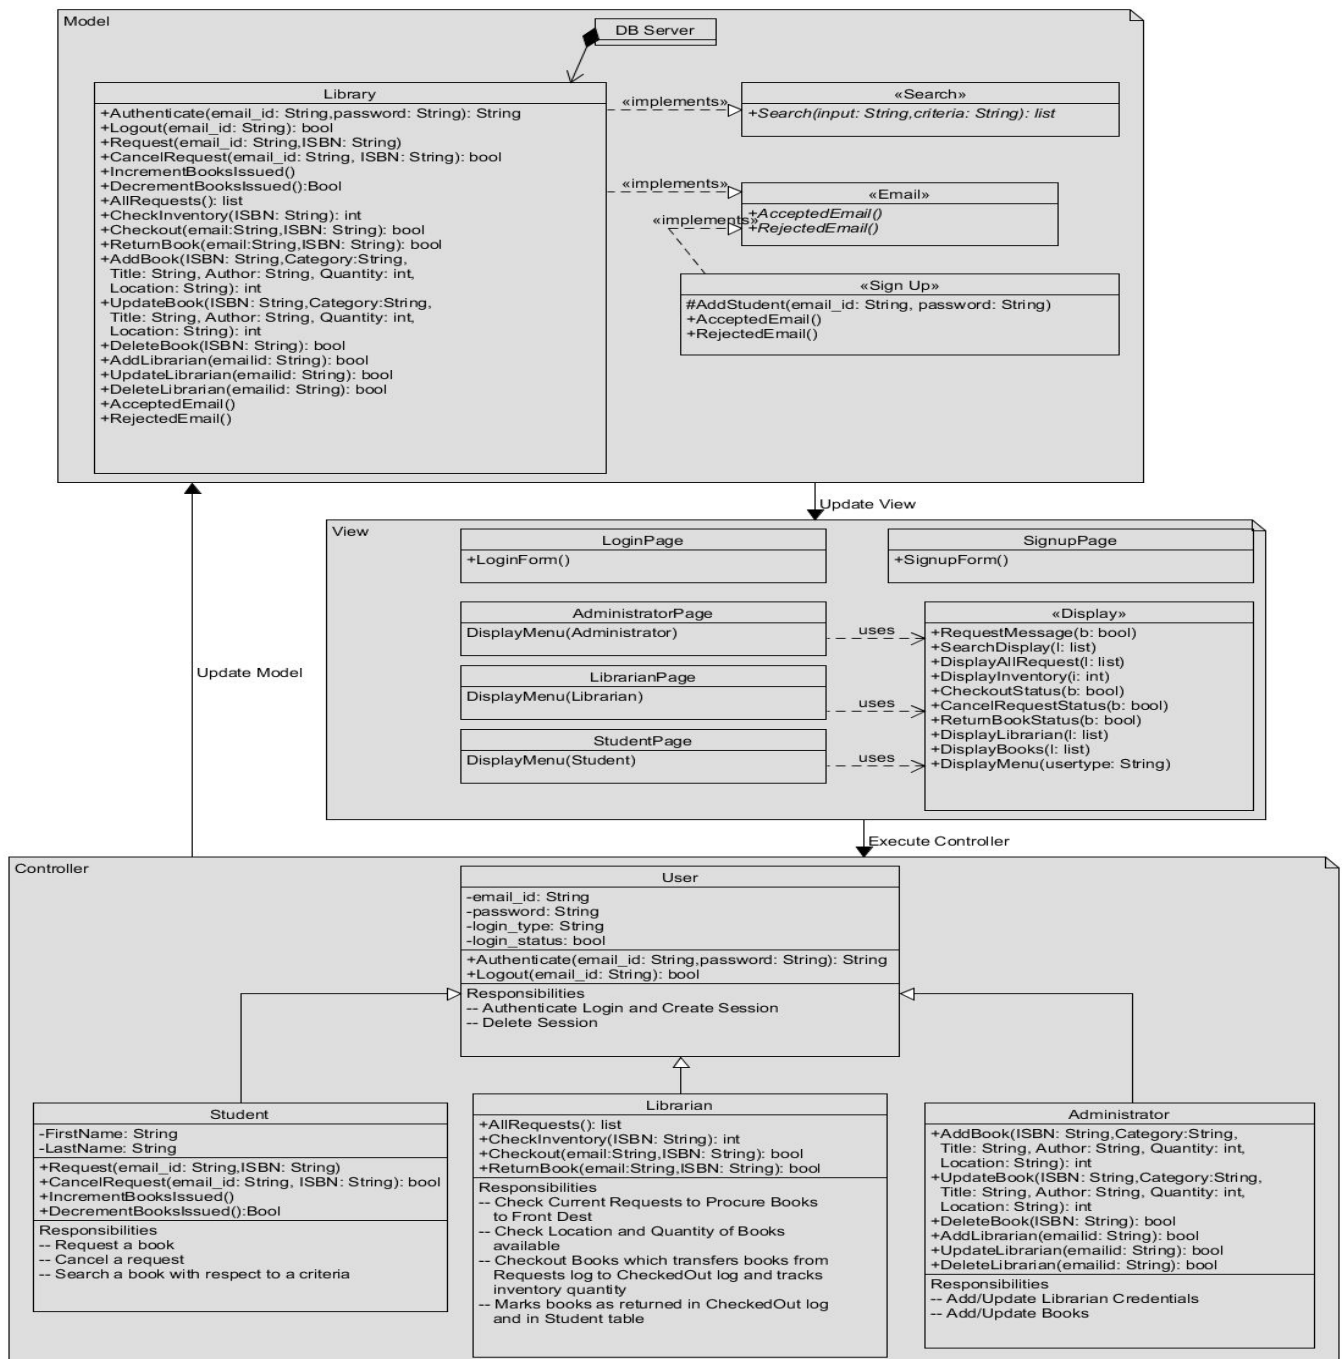 Model
DB Server
Library
+Authenticate(email_id: String,password: String): String
+Logout(email_id: String): bool
+Request(email_id: String,ISBN: String)
+CancelRequest(email_id: String, ISBN: String): bool
+IncrementBooksIssued()
+DecrementBooksIssued():Bool
+AllRequests(): list
+CheckInventory(ISBN: String): int
+Checkout(email:String,ISBN: String): bool
+ReturnBook(email:String,ISBN: String): bool
+AddBook(ISBN: String,Category:String,
Title: String, Author: String, Quantity: int,
Location: String): int
+UpdateBook(ISBN: String,Category:String,
Title: String, Author: String, Quantity: int,
Location: String): int
+DeleteBook(ISBN: String): bool
+AddLibrarian(emailid: String): bool
+UpdateLibrarian(emailid: String): bool
+DeleteLibrarian(emailid: String): bool
+AcceptedEmail()
+RejectedEmail()
«implements»
«Search»
+Search(input: String,criteria: String): list
«implements»
«Email»
+AcceptedEmail()
+RejectedEmail()
«implements»
«Sign Up»
#AddStudent(email_id: String, password: String)
+AcceptedEmail()
+RejectedEmail()
Update View
Update Model
View
LoginPage
+LoginForm()
SignupPage
+SignupForm()
AdministratorPage
DisplayMenu(Administrator)
uses
LibrarianPage
DisplayMenu(Librarian)
uses
StudentPage
DisplayMenu(Student)
uses
«Display»
+RequestMessage(b: bool)
+SearchDisplay(l: list)
+DisplayAllRequest(l: list)
+DisplayInventory(i: int)
+CheckoutStatus(b: bool)
+CancelRequestStatus(b: bool)
+ReturnBookStatus(b: bool)
+DisplayLibrarian(l: list)
+DisplayBooks(l: list)
+DisplayMenu(usertype: String)
Execute Controller
Controller
User
-email_id: String
-password: String
-login_type: String
-login_status: bool
+Authenticate(email_id: String,password: String): String
+Logout(email_id: String): bool
Responsibilities
-- Authenticate Login and Create Session
-- Delete Session
Student
-FirstName: String
-LastName: String
+Request(email_id: String,ISBN: String)
+CancelRequest(email_id: String, ISBN: String): bool
+IncrementBooksIssued()
+DecrementBooksIssued():Bool
Responsibilities
-- Request a book
-- Cancel a request
-- Search a book with respect to a criteria
Librarian
+AllRequests(): list
+CheckInventory(ISBN: String): int
+Checkout(email:String,ISBN: String): bool
+ReturnBook(email:String,ISBN: String): bool
Responsibilities
-- Check Current Requests to Procure Books
to Front Dest
-- Check Location and Quantity of Books
available
-- Checkout Books which transfers books from
Requests log to CheckedOut log and tracks
inventory quantity
-- Marks books as returned in CheckedOut log
and in Student table
Administrator
+AddBook(ISBN: String,Category:String,
Title: String, Author: String, Quantity: int,
Location: String): int
+UpdateBook(ISBN: String,Category:String,
Title: String, Author: String, Quantity: int,
Location: String): int
+DeleteBook(ISBN: String): bool
+AddLibrarian(emailid: String): bool
+UpdateLibrarian(emailid: String): bool
+DeleteLibrarian(emailid: String): bool
Responsibilities
-- Add/Update Librarian Credentials
-- Add/Update Books